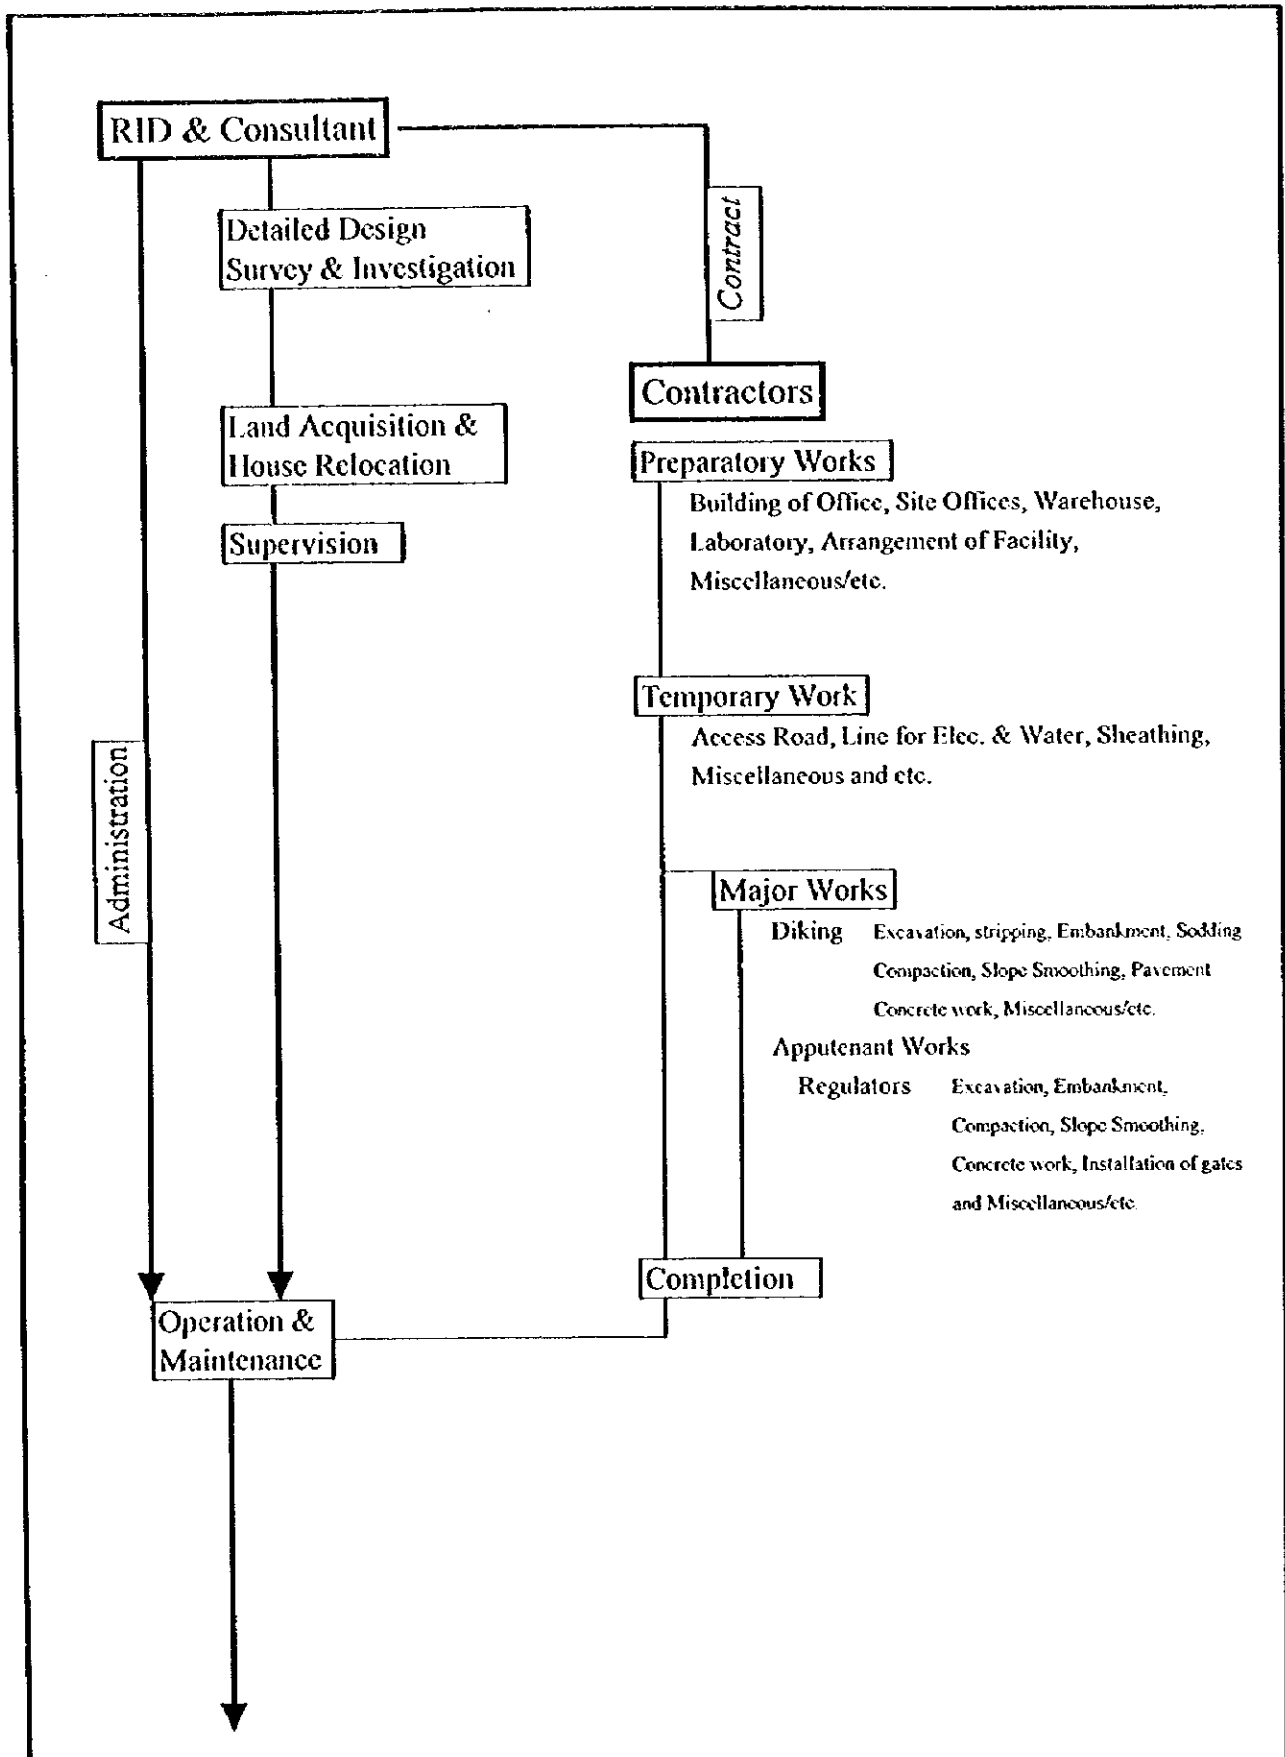 RID & Consultant
Detailed Design
Survey & Investigation
Contract
Land Acquisition &
House Relocation
Supervision
Contractors
Preparatory Works
Building of Office, Site Offices, Warehouse,
Laboratory, Arrangement of Facility,
Miscellaneous/etc.
Temporary Work
Access Road, Line for Elec. & Water, Sheathing,
Miscellaneous and etc.
Administration
Major Works
Diking Excavation, stripping, Embankment, Sodding
Compaction, Slope Smoothing, Pavement
Concrete work, Miscellaneous/etc.
Apputenant Works
Regulators Excavation, Embankment,
Compaction, Slope Smoothing,
Concrete work, Installation of gates
and Miscellaneous/etc.
Completion
Operation &
Maintenance